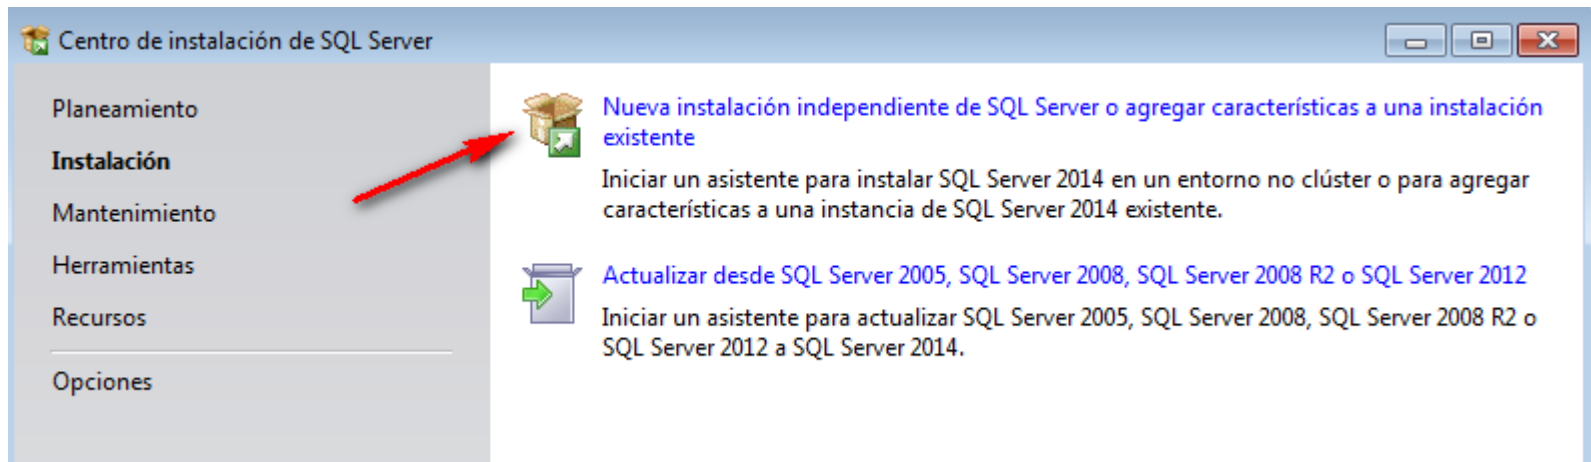 Centro de instalación de SQL Server
Planeamiento
Instalación
Mantenimiento
Herramientas
Recursos
Opciones
Nueva instalación independiente de SQL Server o agregar características a una instalación
existente
Iniciar un asistente para instalar SQL Server 2014 en un entorno no clúster o para agregar
características a una instancia de SQL Server 2014 existente.
Actualizar desde SQL Server 2005, SQL Server 2008, SQL Server 2008 R2 o SQL Server 2012
Iniciar un asistente para actualizar SQL Server 2005, SQL Server 2008, SQL Server 2008 R2 o
SQL Server 2012 a SQL Server 2014.